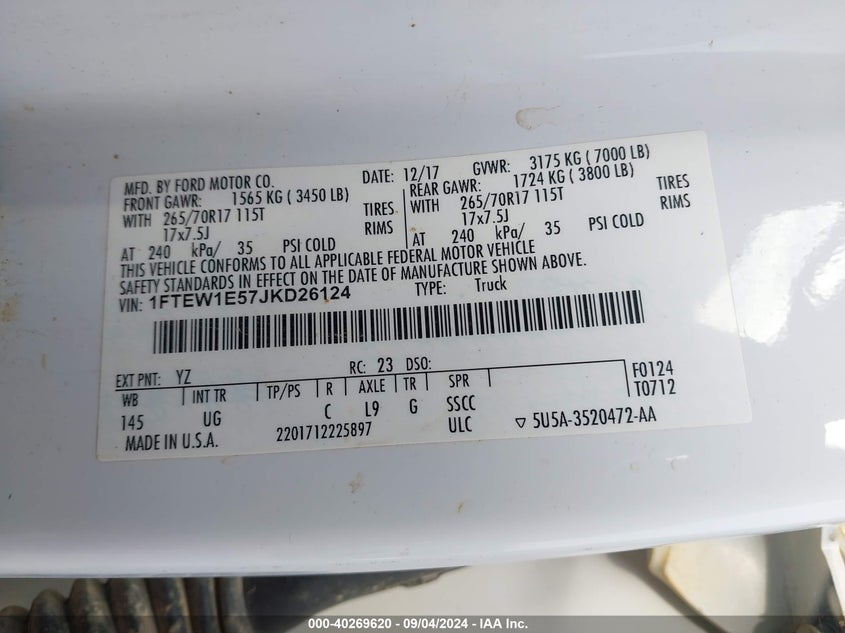 MFD. BY FORD MOTOR CO. DATE: 12/17 GVWR: 3175 KG ( 7000 LB)
FRONT GAWR: 1565 KG ( 3450 LB) REAR GAWR: 1724 KG ( 3800 LB)
WITH 265/70R17 115T TIRES WITH 265/70R17 115T TIRES
17x7.5J RIMS 17x7.5J RIMS
AT 240 kPa/ 35 PSI COLD AT 240 kPa/ 35 PSI COLD
THIS VEHICLE CONFORMS TO ALL APPLICABLE FEDERAL MOTOR VEHICLE
SAFETY STANDARDS IN EFFECT ON THE DATE OF MANUFACTURE SHOWN ABOVE.
VIN: 1FTEW1E57JKD26124 TYPE: Truck
EXT PNT: YZ RC: 23 DSO: F0124
WB INT TR TP/PS R AXLE TR SPR T0712
145 UG C L9 G SSCC
MADE IN U.S.A. 2201712225897 ULC ▽ 5U5A-3520472-AA
000-40269620 - 09/04/2024 - IAA Inc.